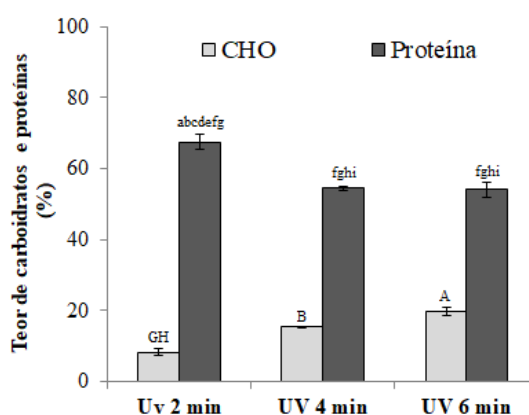 Teor de carboidratos e proteínas
(%)
100
80
60
40
20
0
CHO
Proteína
abcdefg
fghi
fghi
GH
B
A
Uv 2 min
UV 4 min
UV 6 min